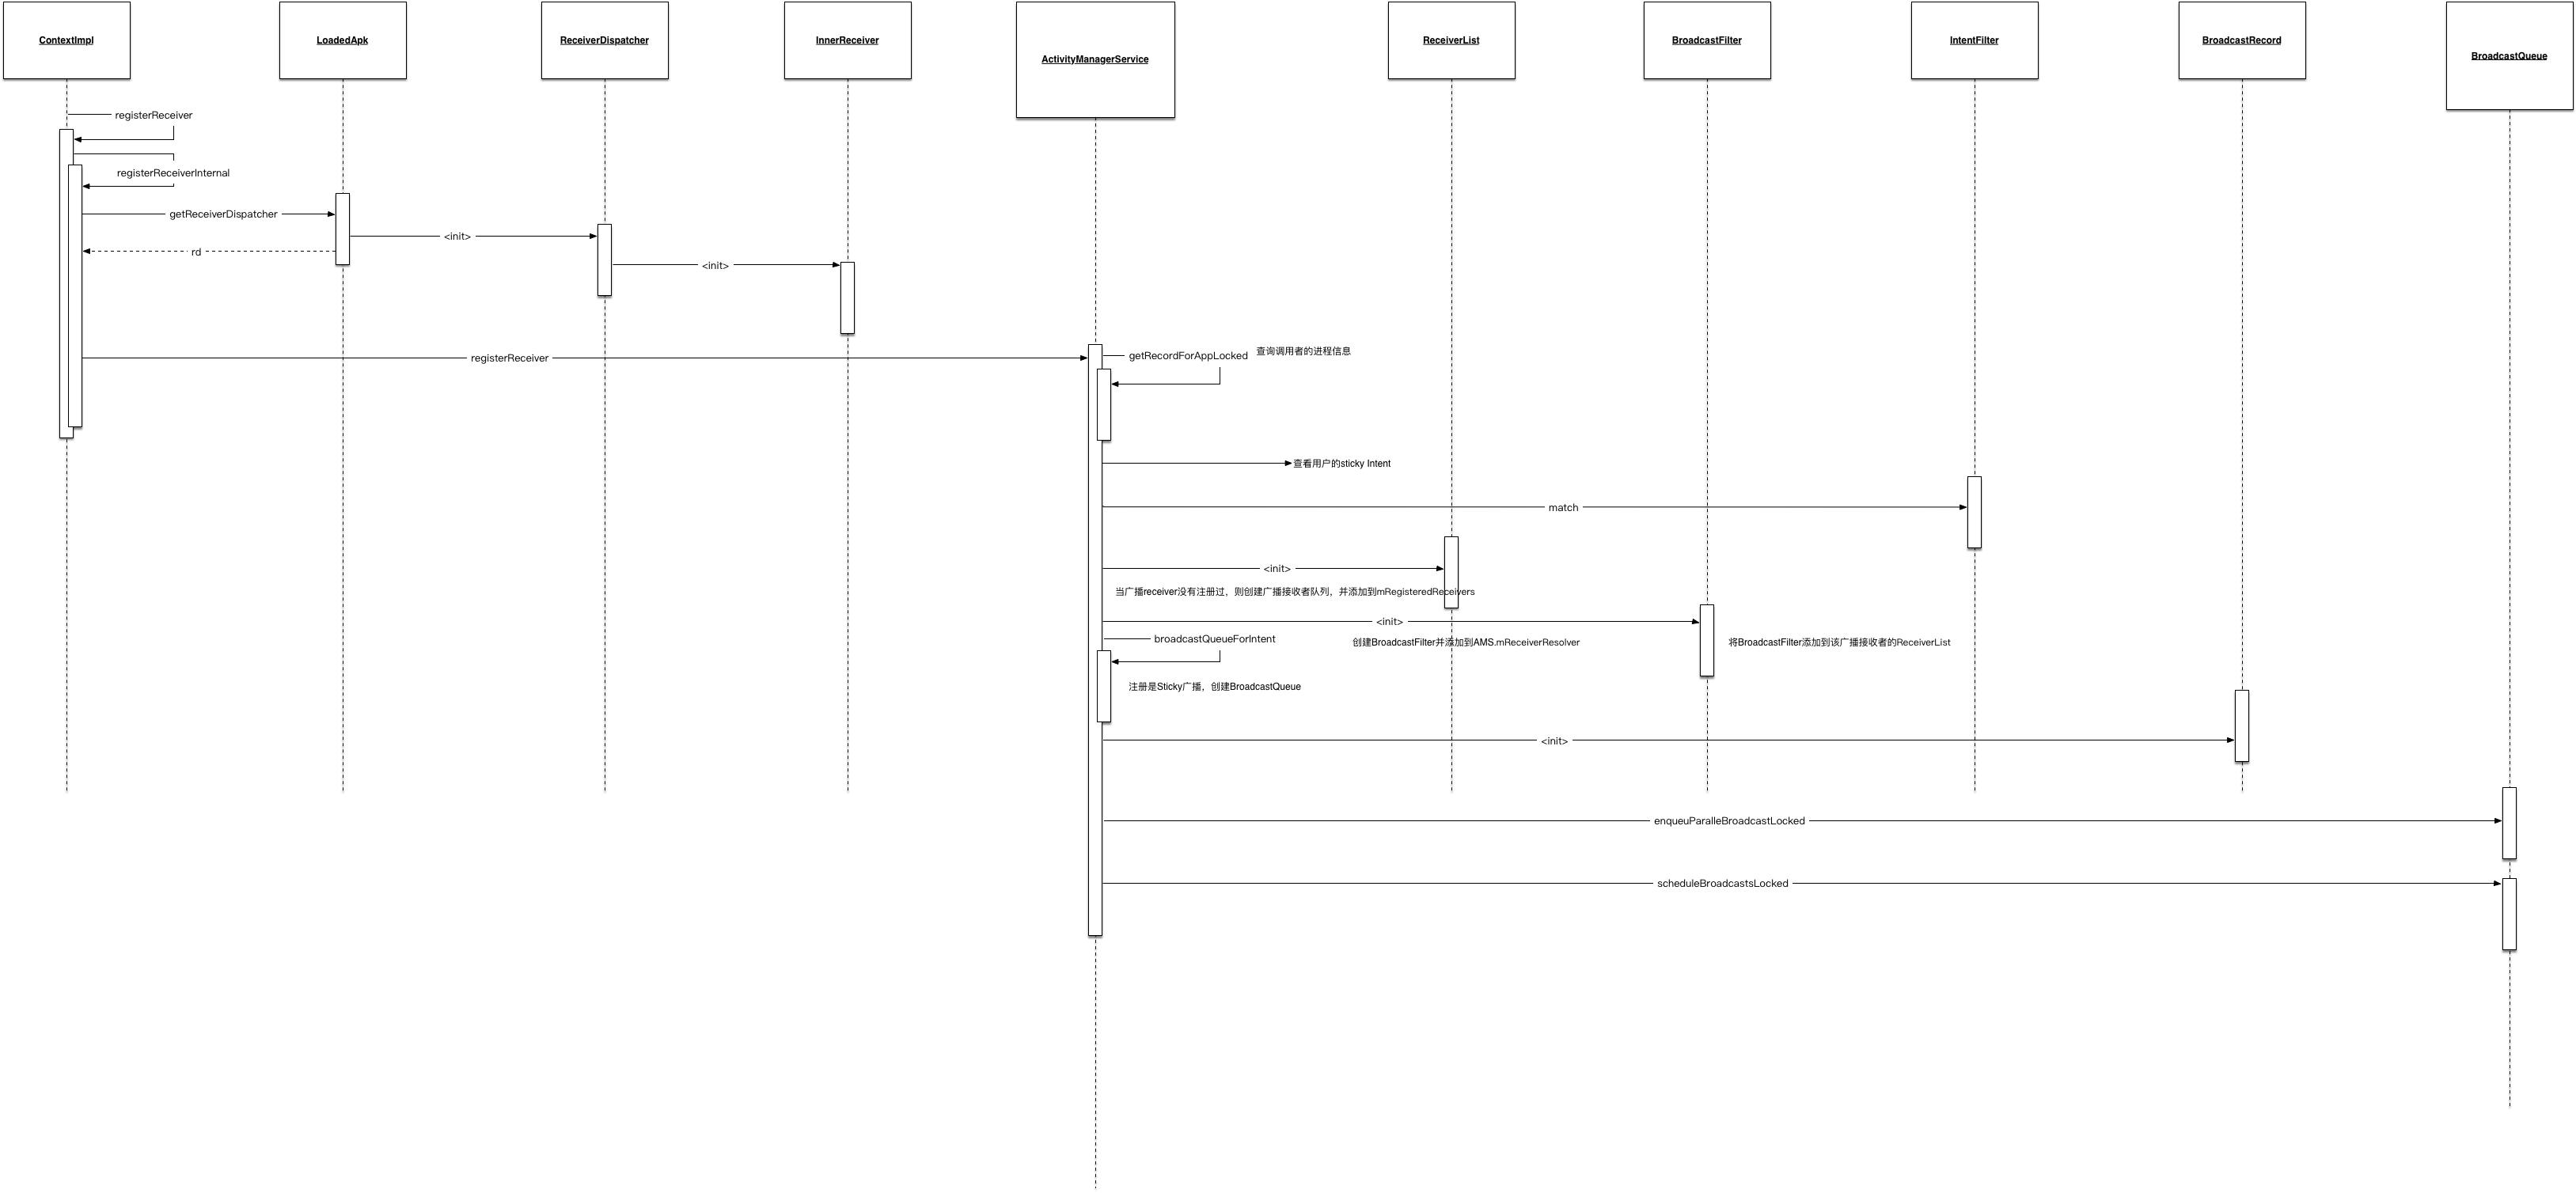 ContextImpl
LoadedApk
ReceiverDispatcher
InnerReceiver
ActivityManagerService
ReceiverList
BroadcastFilter
IntentFilter
BroadcastRecord
BroadcastQueue
registerReceiver
registerReceiverInternal
getReceiverDispatcher
<init>
rd
<init>
registerReceiver
getRecordForAppLocked
查询调用者的进程信息
查看用户的sticky Intent
match
<init>
当广播receiver没有注册过，则创建广播接收者队列，并添加到mRegisteredReceivers
<init>
broadcastQueueForIntent
创建BroadcastFilter并添加到AMS.mReceiverResolver
将BroadcastFilter添加到该广播接收者的ReceiverList
注册是Sticky广播，创建BroadcastQueue
<init>
enqueuParalleBroadcastLocked
scheduleBroadcastsLocked